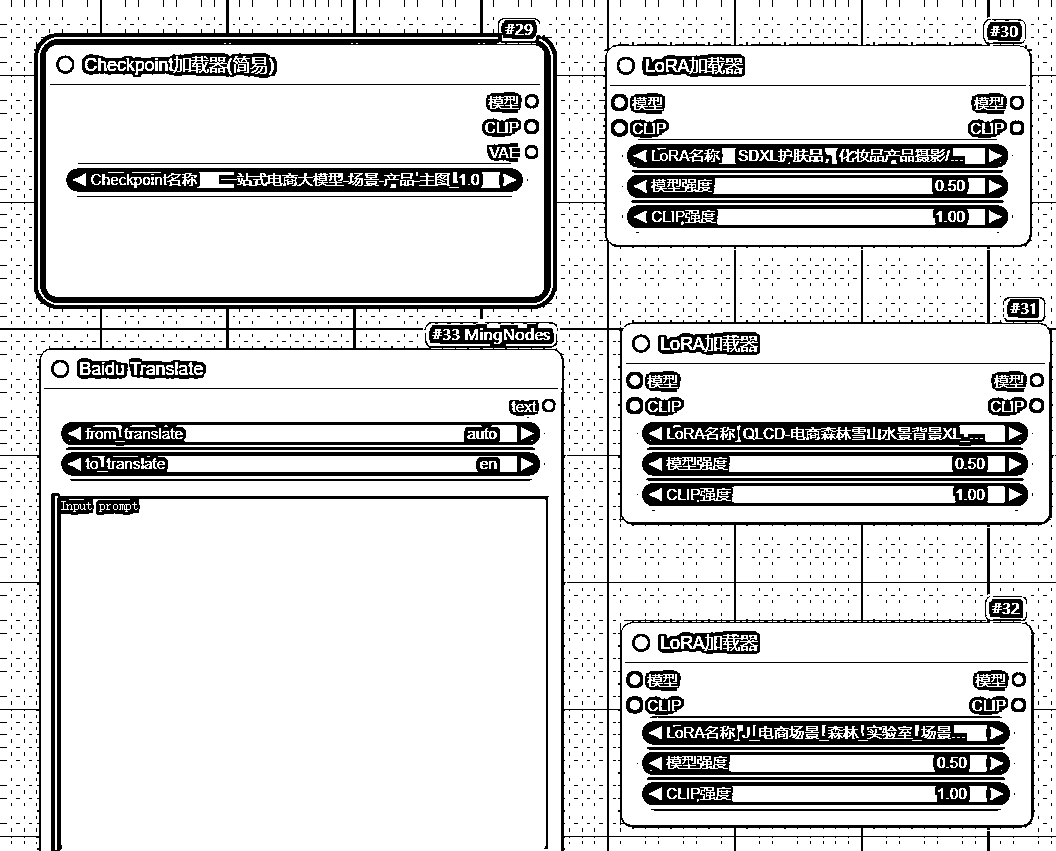 #29
Checkpoint加载器(简易)
模型
CLIP
VAE
Checkpoint名称 一站式电商大模型-场景-产品-主图_1.0
#33 MingNodes
Baidu Translate
text
from_translate auto
to_translate en
Input prompt
#30
LoRA加载器
模型 模型
CLIP CLIP
LoRA名称 SDXL护肤品,(化妆品产品摄影/...
模型强度 0.50
CLIP强度 1.00
#31
LoRA加载器
模型 模型
CLIP CLIP
LoRA名称 QLCD-电商森林雪山水景背景XL_...
模型强度 0.50
CLIP强度 1.00
#32
LoRA加载器
模型 模型
CLIP CLIP
LoRA名称 J_电商场景_森林_实验室_场景...
模型强度 0.50
CLIP强度 1.00